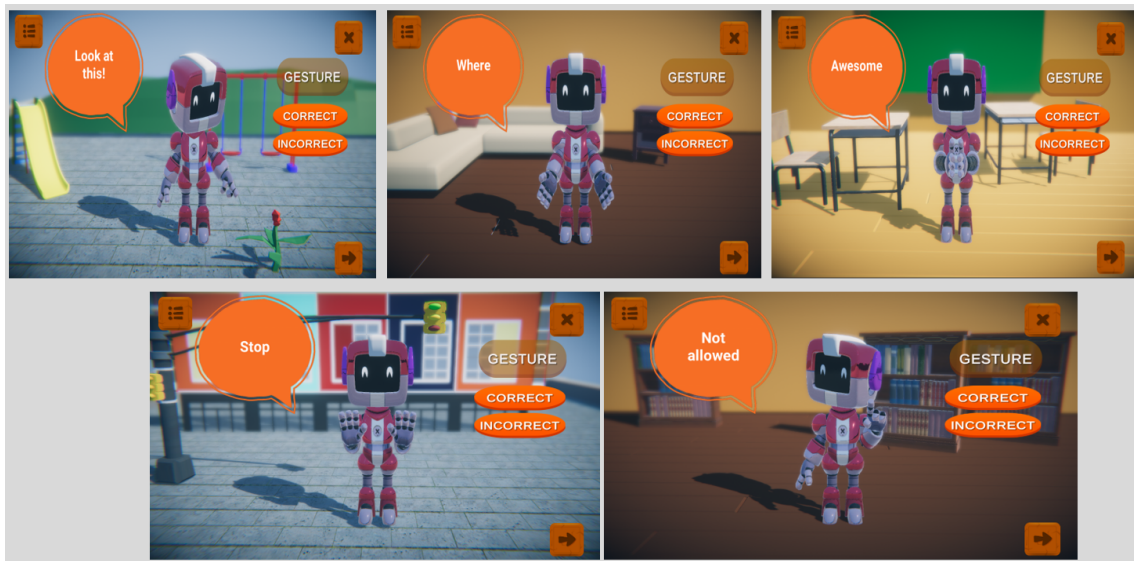 Look at
this!
GESTURE
CORRECT
INCORRECT
Where
GESTURE
CORRECT
INCORRECT
Awesome
GESTURE
CORRECT
INCORRECT
Stop
GESTURE
CORRECT
INCORRECT
Not
allowed
GESTURE
CORRECT
INCORRECT